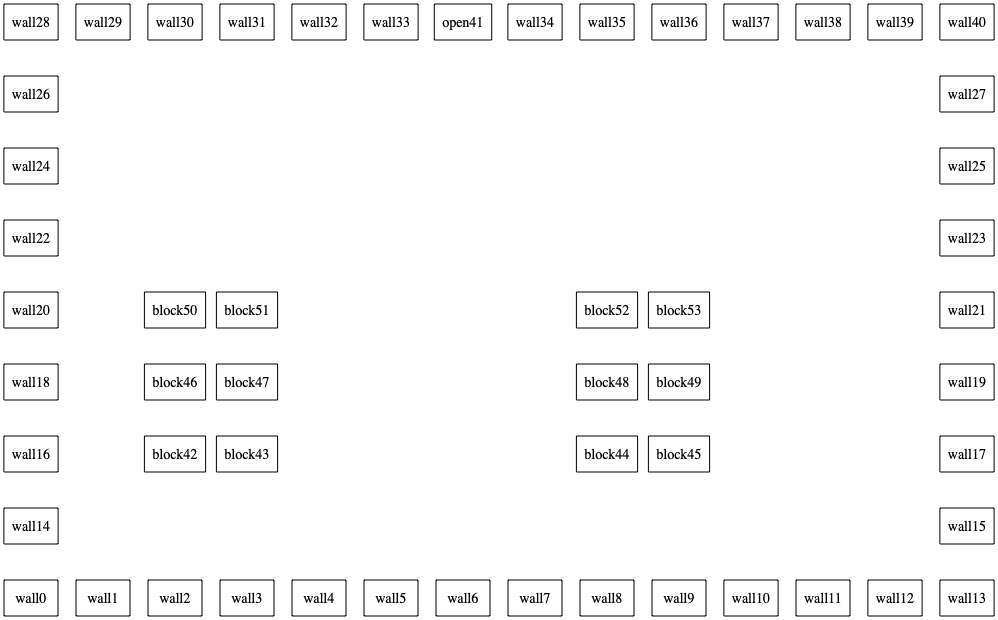 wall28 wall29 wall30 wall31 wall32 wall33 open41 wall34 wall35 wall36 wall37 wall38 wall39 wall40
wall26 wall27
wall24 wall25
wall22 wall23
wall20 block50 block51 block52 block53 wall21
wall18 block46 block47 block48 block49 wall19
wall16 block42 block43 block44 block45 wall17
wall14 wall15
wall0 wall1 wall2 wall3 wall4 wall5 wall6 wall7 wall8 wall9 wall10 wall11 wall12 wall13